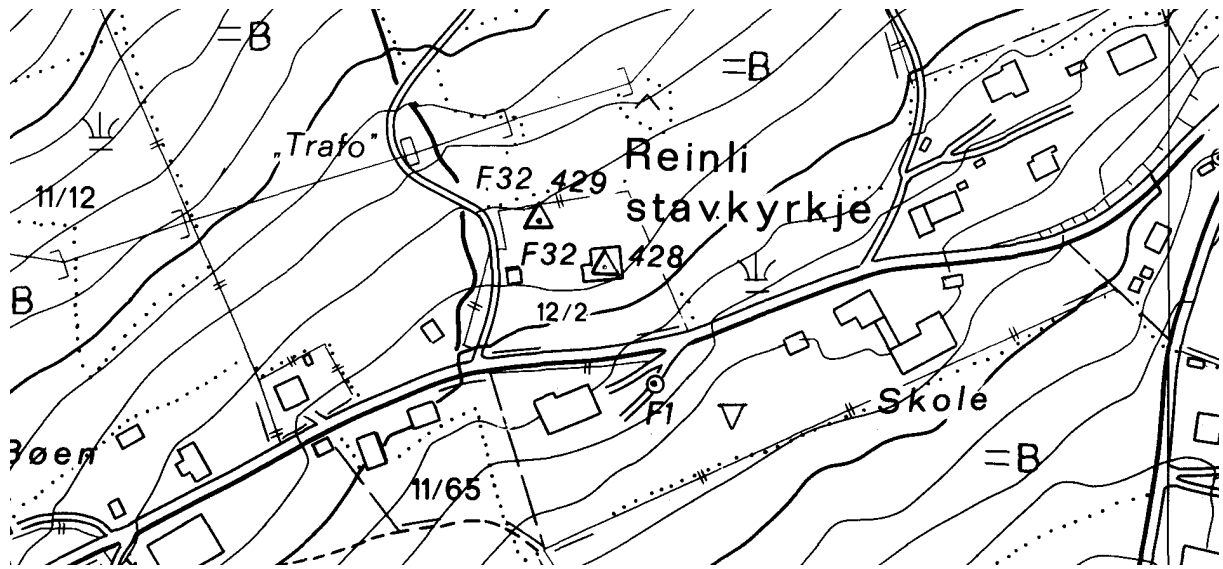 =B
=B
„Trafo"
Reinli
stavkyrkje
F32 429
11/12
F32 428
B
12/2
F1
Skole
Bøen
=B
11/65